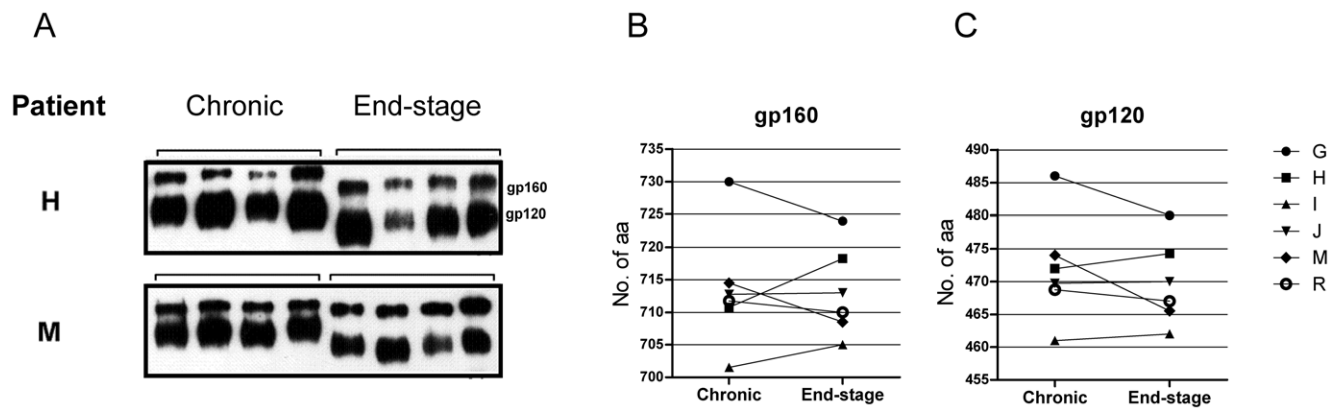 A
Patient
Chronic
End-stage
H
gp160
gp120
M
B
gp160
No. of aa
735
730
725
720
715
710
705
700
Chronic
End-stage
C
gp120
No. of aa
490
485
480
475
470
465
460
455
Chronic
End-stage
G
H
I
J
M
R